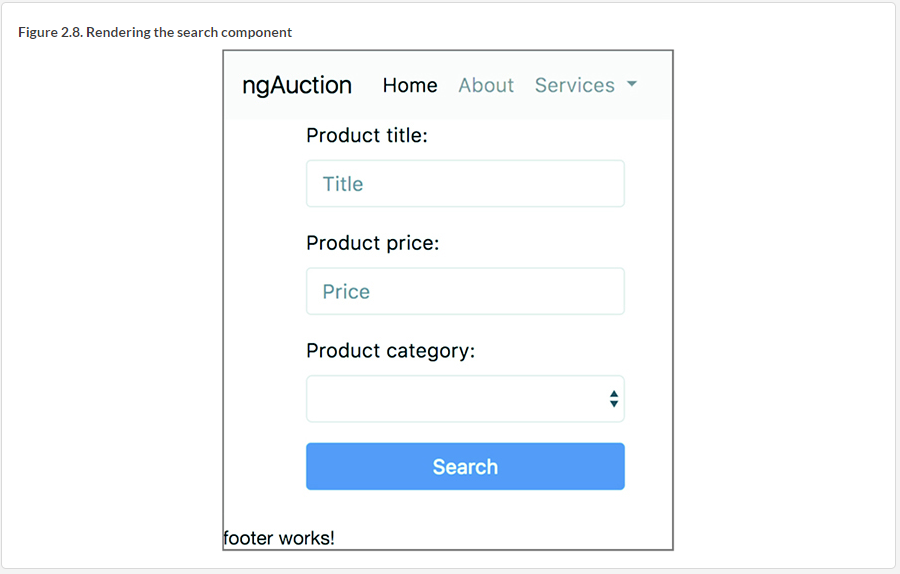 Figure 2.8. Rendering the search component
ngAuction Home About Services
Product title:
Title
Product price:
Price
Product category:
Search
footer works!